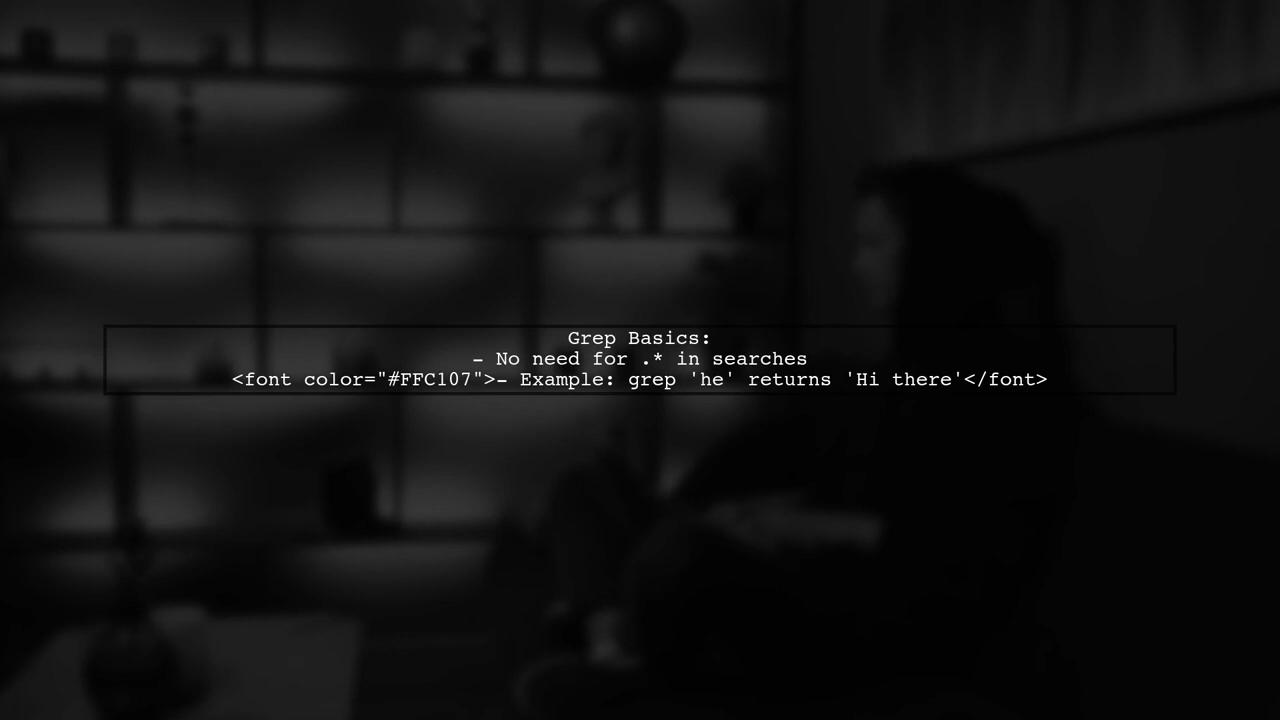 Grep Basics:
- No need for .* in searches
<font color="#FFC107">- Example: grep 'he' returns 'Hi there'</font>